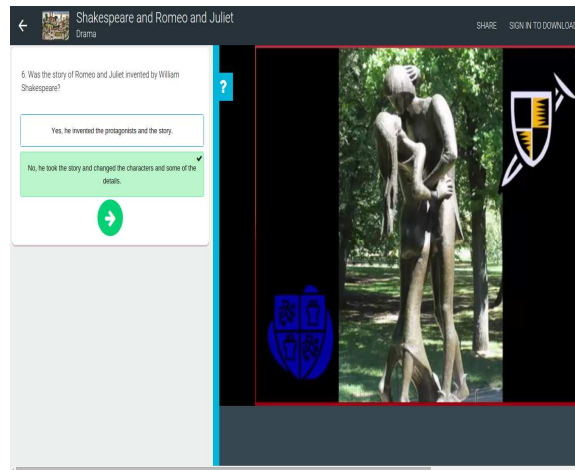 Shakespeare and Romeo and Juliet
Drama
SHARE SIGN IN TO DOWNLOAD
6. Was the story of Romeo and Juliet invented by William
Shakespeare?
?
Yes, he invented the protagonists and the story.
No, he took the story and changed the characters and some of the
details.